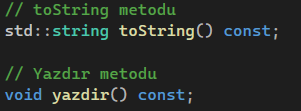 // toString metodu
std::string toString() const;
// Yazdır metodu
void yazdir() const;